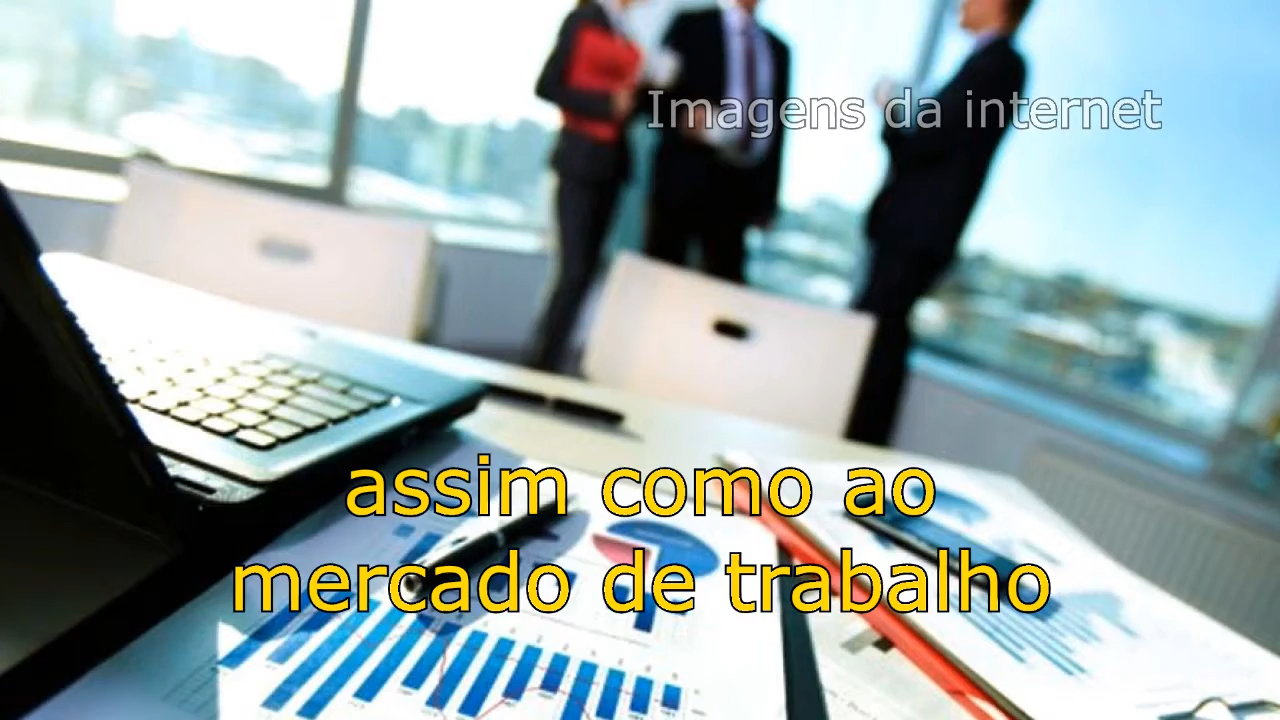 Imagens da internet
assim como ao
mercado de trabalho